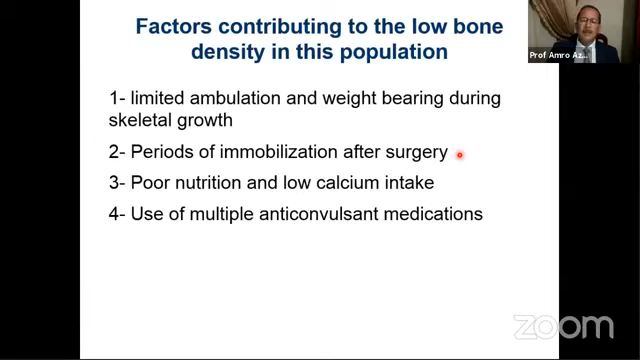 Factors contributing to the low bone
density in this population
Prof Amro Az...
1- limited ambulation and weight bearing during
skeletal growth
2- Periods of immobilization after surgery
3- Poor nutrition and low calcium intake
4- Use of multiple anticonvulsant medications
zoom